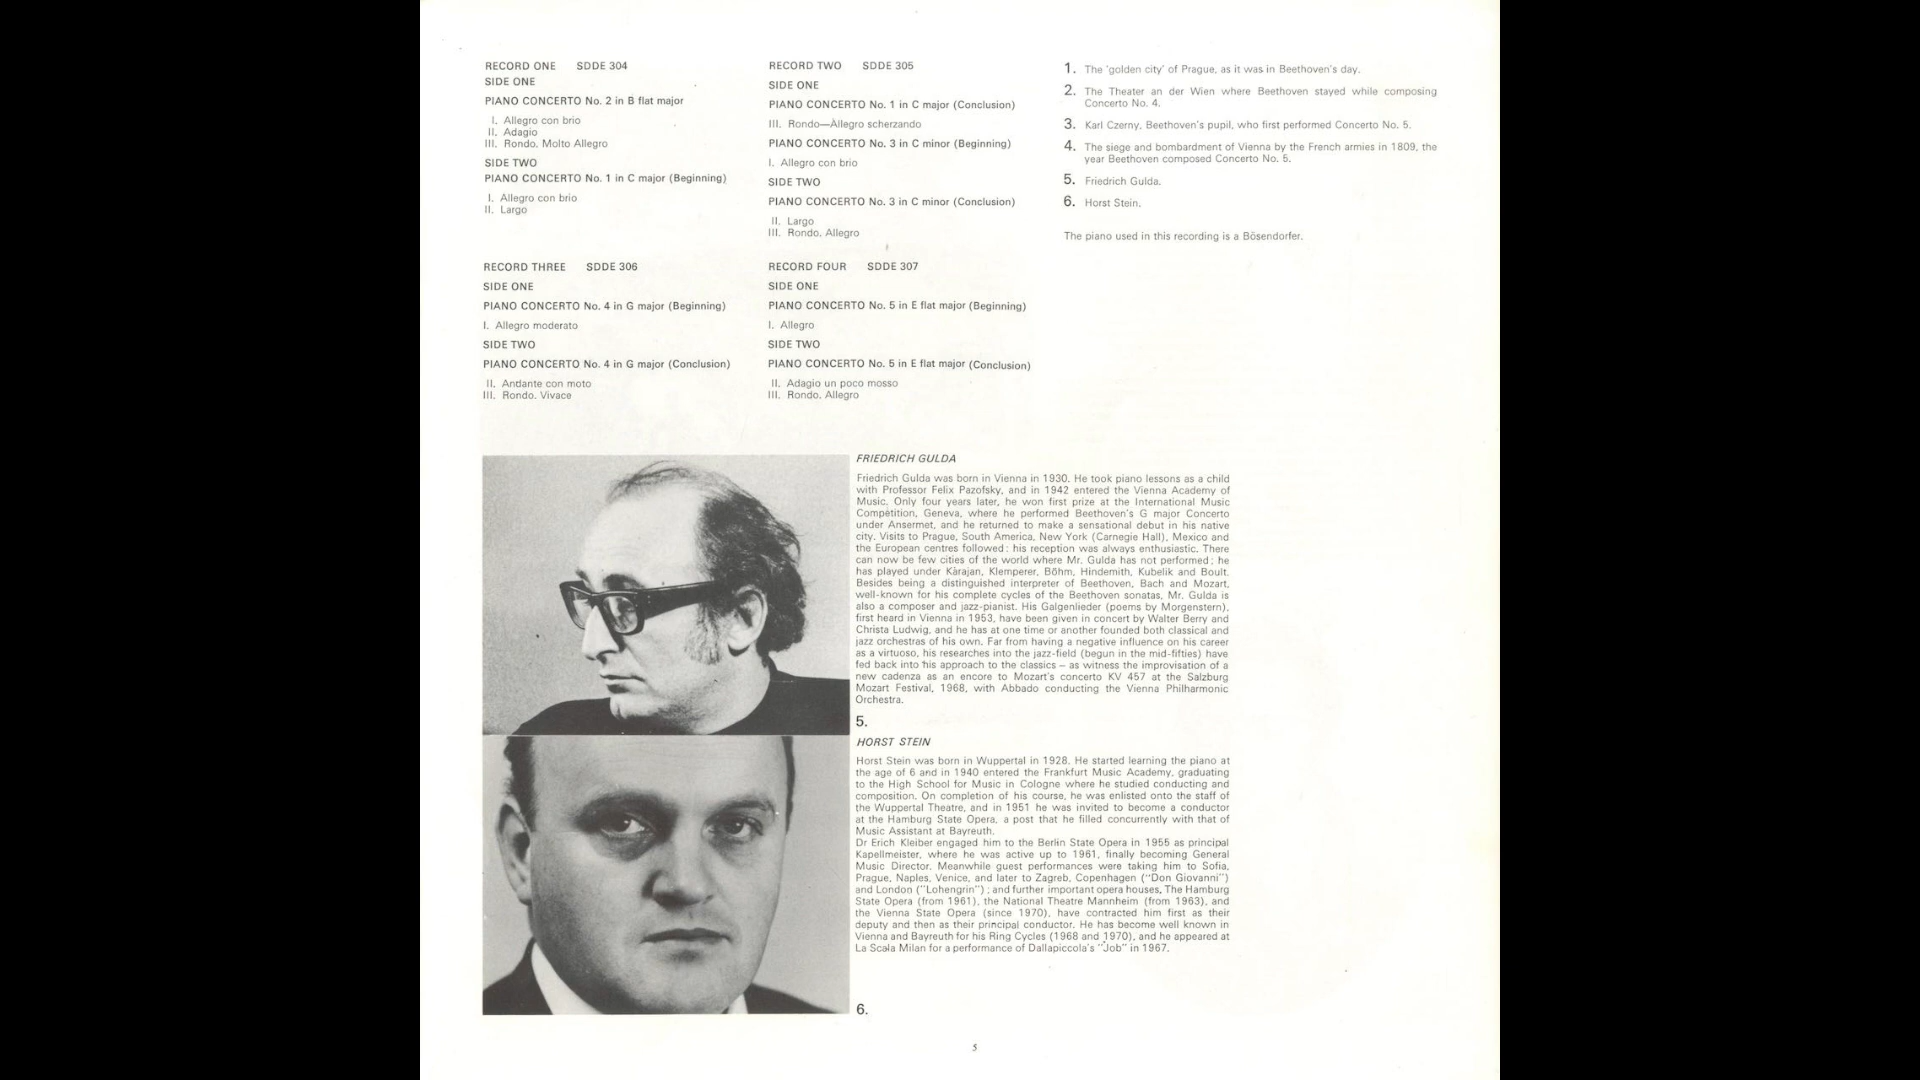 RECORD ONE SDDE 304
SIDE ONE
PIANO CONCERTO No. 2 in B flat major
I. Allegro con brio
II. Adagio
III. Rondo. Molto Allegro
SIDE TWO
PIANO CONCERTO No. 1 in C major (Beginning)
I. Allegro con brio
II. Largo
RECORD TWO SDDE 305
SIDE ONE
PIANO CONCERTO No. 1 in C major (Conclusion)
III. Rondo—Allegro scherzando
PIANO CONCERTO No. 3 in C minor (Beginning)
I. Allegro con brio
SIDE TWO
PIANO CONCERTO No. 3 in C minor (Conclusion)
II. Largo
III. Rondo. Allegro
1. The 'golden city' of Prague, as it was in Beethoven's day.
2. The Theater an der Wien where Beethoven stayed while composing
Concerto No. 4.
3. Karl Czerny, Beethoven's pupil, who first performed Concerto No. 5.
4. The siege and bombardment of Vienna by the French armies in 1809, the
year Beethoven composed Concerto No. 5.
5. Friedrich Gulda.
6. Horst Stein.
The piano used in this recording is a Bösendorfer.
RECORD THREE SDDE 306
SIDE ONE
PIANO CONCERTO No. 4 in G major (Beginning)
I. Allegro moderato
SIDE TWO
PIANO CONCERTO No. 4 in G major (Conclusion)
II. Andante con moto
III. Rondo. Vivace
RECORD FOUR SDDE 307
SIDE ONE
PIANO CONCERTO No. 5 in E flat major (Beginning)
I. Allegro
SIDE TWO
PIANO CONCERTO No. 5 in E flat major (Conclusion)
II. Adagio un poco mosso
III. Rondo. Allegro
FRIEDRICH GULDA
Friedrich Gulda was born in Vienna in 1930. He took piano lessons as a child
with Professor Felix Pazofsky, and in 1942 entered the Vienna Academy of
Music. Only four years later, he won first prize at the International Music
Competition, Geneva, where he performed Beethoven's G major Concerto
under Ansermet, and he returned to make a sensational debut in his native
city. Visits to Prague, South America, New York (Carnegie Hall), Mexico and
the European centres followed; his reception was always enthusiastic. There
can now be few cities of the world where Mr. Gulda has not performed; he
has played under Karajan, Klemperer, Böhm, Hindemith, Kubelik and Boult.
Besides being a distinguished interpreter of Beethoven, Bach and Mozart,
well-known for his complete cycles of the Beethoven sonatas, Mr. Gulda is
also a composer and jazz-pianist. His Galgenlieder (poems by Morgenstern),
first heard in Vienna in 1953, have been given in concert by Walter Berry and
Christa Ludwig, and he has at one time or another founded both classical and
jazz orchestras of his own. Far from having a negative influence on his career
as a virtuoso, his researches into the jazz-field (begun in the mid-fifties) have
fed back into his approach to the classics – as witness the improvisation of a
new cadenza as an encore to Mozart's concerto KV 457 at the Salzburg
Mozart Festival, 1968, with Abbado conducting the Vienna Philharmonic
Orchestra.
5.
HORST STEIN
Horst Stein was born in Wuppertal in 1928. He started learning the piano at
the age of 6 and in 1940 entered the Frankfurt Music Academy, graduating
to the High School for Music in Cologne where he studied conducting and
composition. On completion of his course, he was enlisted onto the staff of
the Wuppertal Theatre, and in 1951 he was invited to become a conductor
at the Hamburg State Opera, a post that he filled concurrently with that of
Music Assistant at Bayreuth.
Dr Erich Kleiber engaged him to the Berlin State Opera in 1955 as principal
Kapellmeister, where he was active up to 1961, finally becoming General
Music Director. Meanwhile guest performances were taking him to Sofia,
Prague, Naples, Venice, and later to Zagreb, Copenhagen ("Don Giovanni")
and London ("Lohengrin"); and further important opera houses. The Hamburg
State Opera (from 1961), the National Theatre Mannheim (from 1963), and
the Vienna State Opera (since 1970), have contracted him first as their
deputy and then as their principal conductor. He has become well known in
Vienna and Bayreuth for his Ring Cycles (1968 and 1970), and he appeared at
La Scala Milan for a performance of Dallapiccola's "Job" in 1967.
6.
5